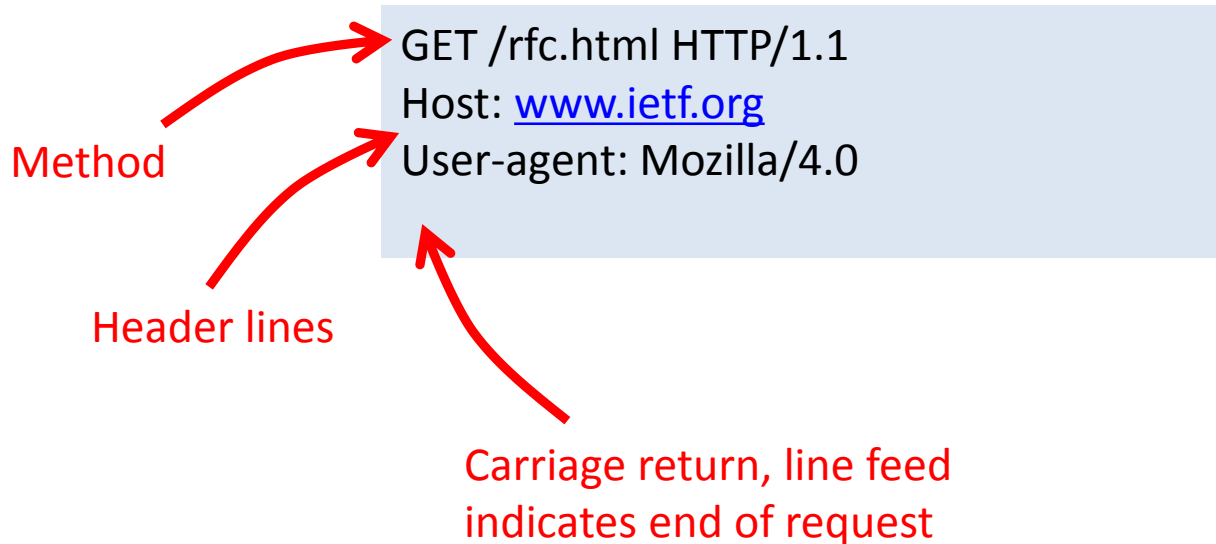 GET /rfc.html HTTP/1.1
Host: www.ietf.org
User-agent: Mozilla/4.0
Method
Header lines
Carriage return, line feed
indicates end of request